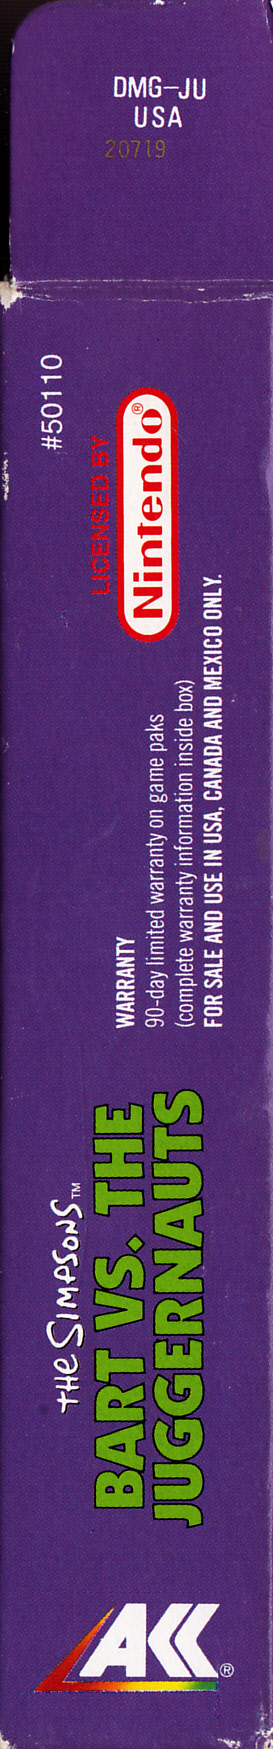 DMG-JU
USA
20719
#50110
LICENSED BY
Nintendo®
WARRANTY
90-day limited warranty on game paks
(complete warranty information inside box)
FOR SALE AND USE IN USA, CANADA AND MEXICO ONLY.
THE SIMPSONS™
BART VS. THE
JUGGERNAUTS
AKK®